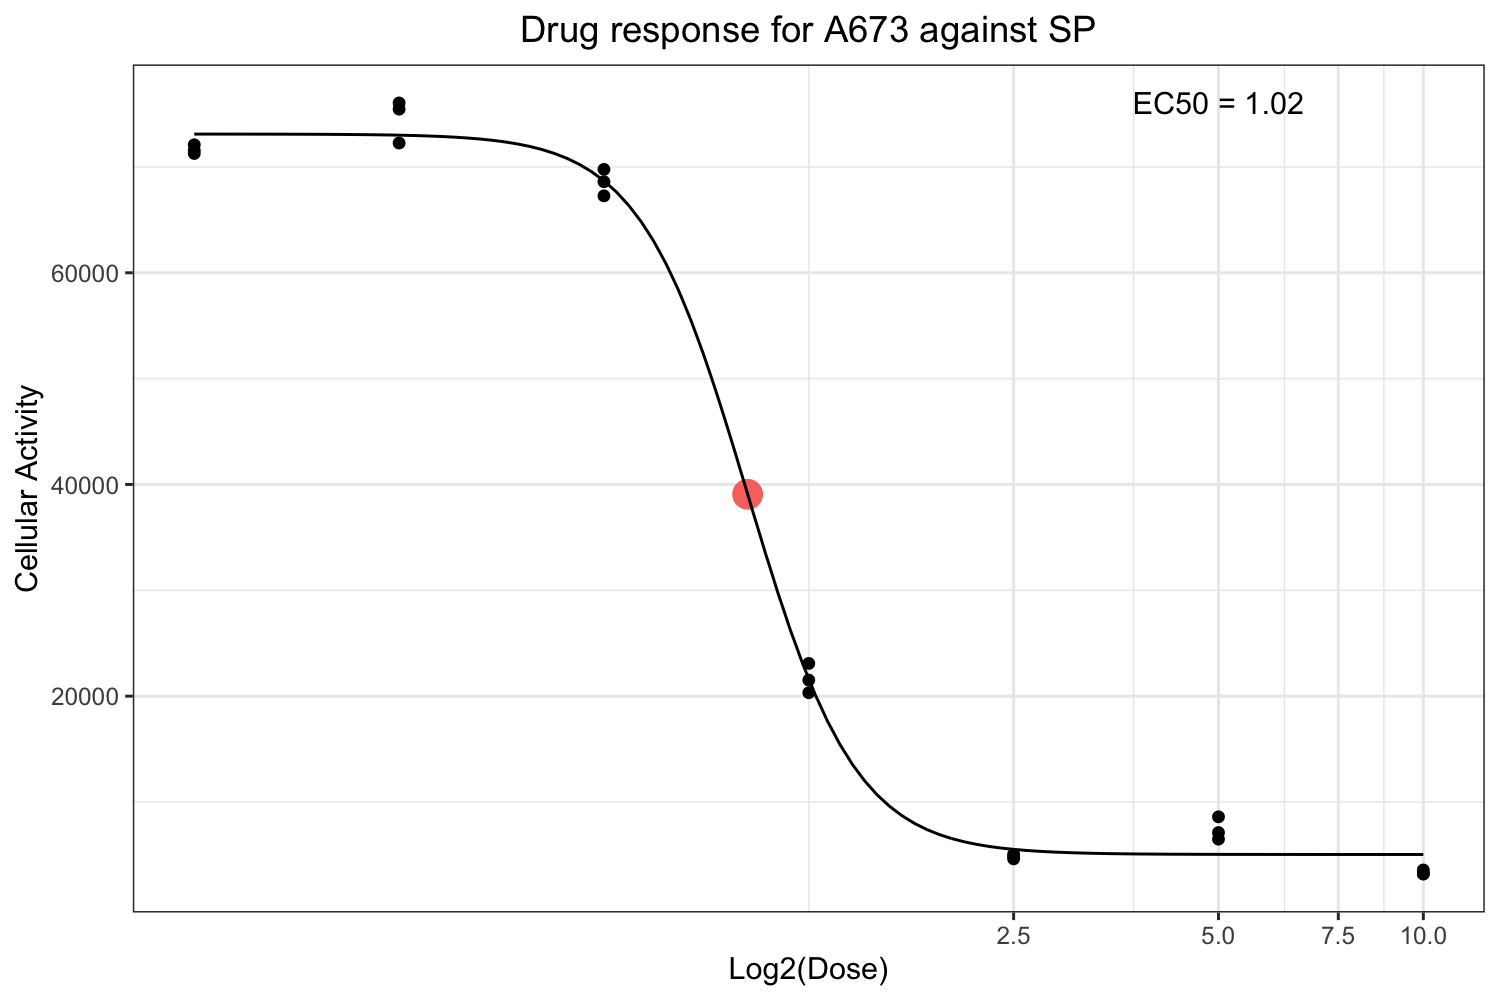 Drug response for A673 against SP
EC50 = 1.02
Cellular Activity
60000
40000
20000
2.5 5.0 7.5 10.0
Log2(Dose)